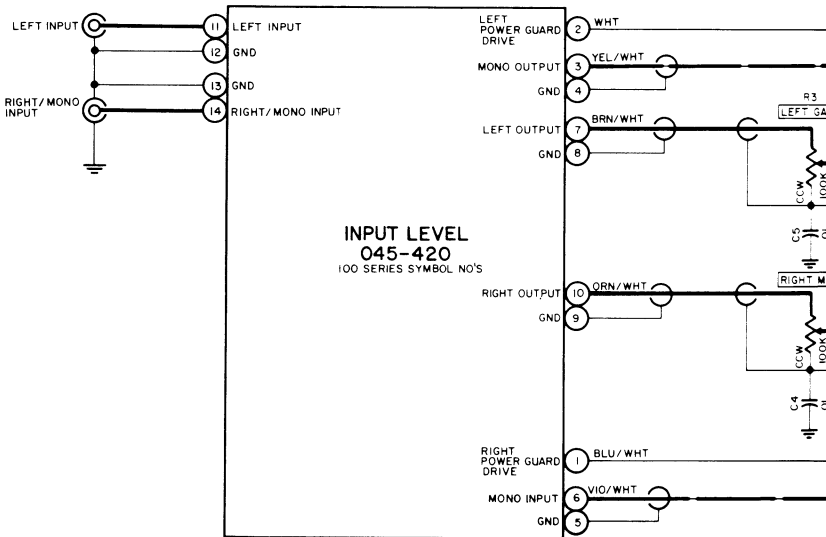 LEFT INPUT
11
LEFT INPUT
12
GND
13
GND
RIGHT/MONO
INPUT
14
RIGHT/MONO INPUT
INPUT LEVEL
045-420
100 SERIES SYMBOL NO'S
LEFT
POWER GUARD
DRIVE
2
WHT
MONO OUTPUT
3
YEL/WHT
GND
4
LEFT OUTPUT
7
BRN/WHT
GND
8
R3
LEFT GA
CCW
100K
C5
RIGHT OUTPUT
10
ORN/WHT
GND
9
RIGHT M
CCW
100K
C4
RIGHT
POWER GUARD
DRIVE
1
BLU/WHT
MONO INPUT
6
VIO/WHT
GND
5